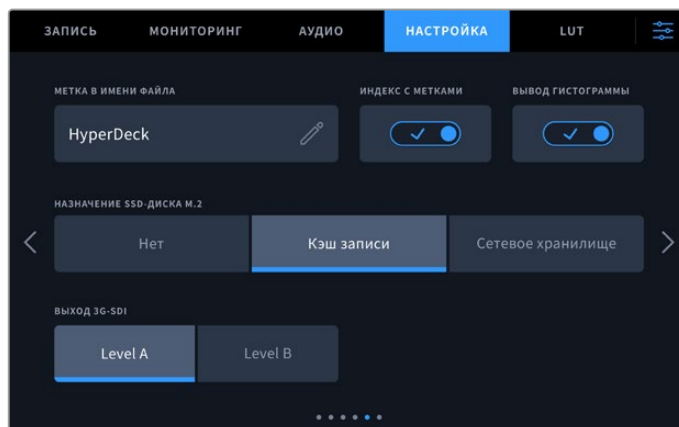 ЗАПИСЬ МОНИТОРИНГ АУДИО НАСТРОЙКА LUT
МЕТКА В ИМЕНИ ФАЙЛА ИНДЕКС С МЕТКАМИ ВЫВОД ГИСТОГРАММЫ
HyperDeck
НАЗНАЧЕНИЕ SSD-ДИСКА M.2
Нет Кэш записи Сетевое хранилище
ВЫХОД 3G-SDI
Level A Level B